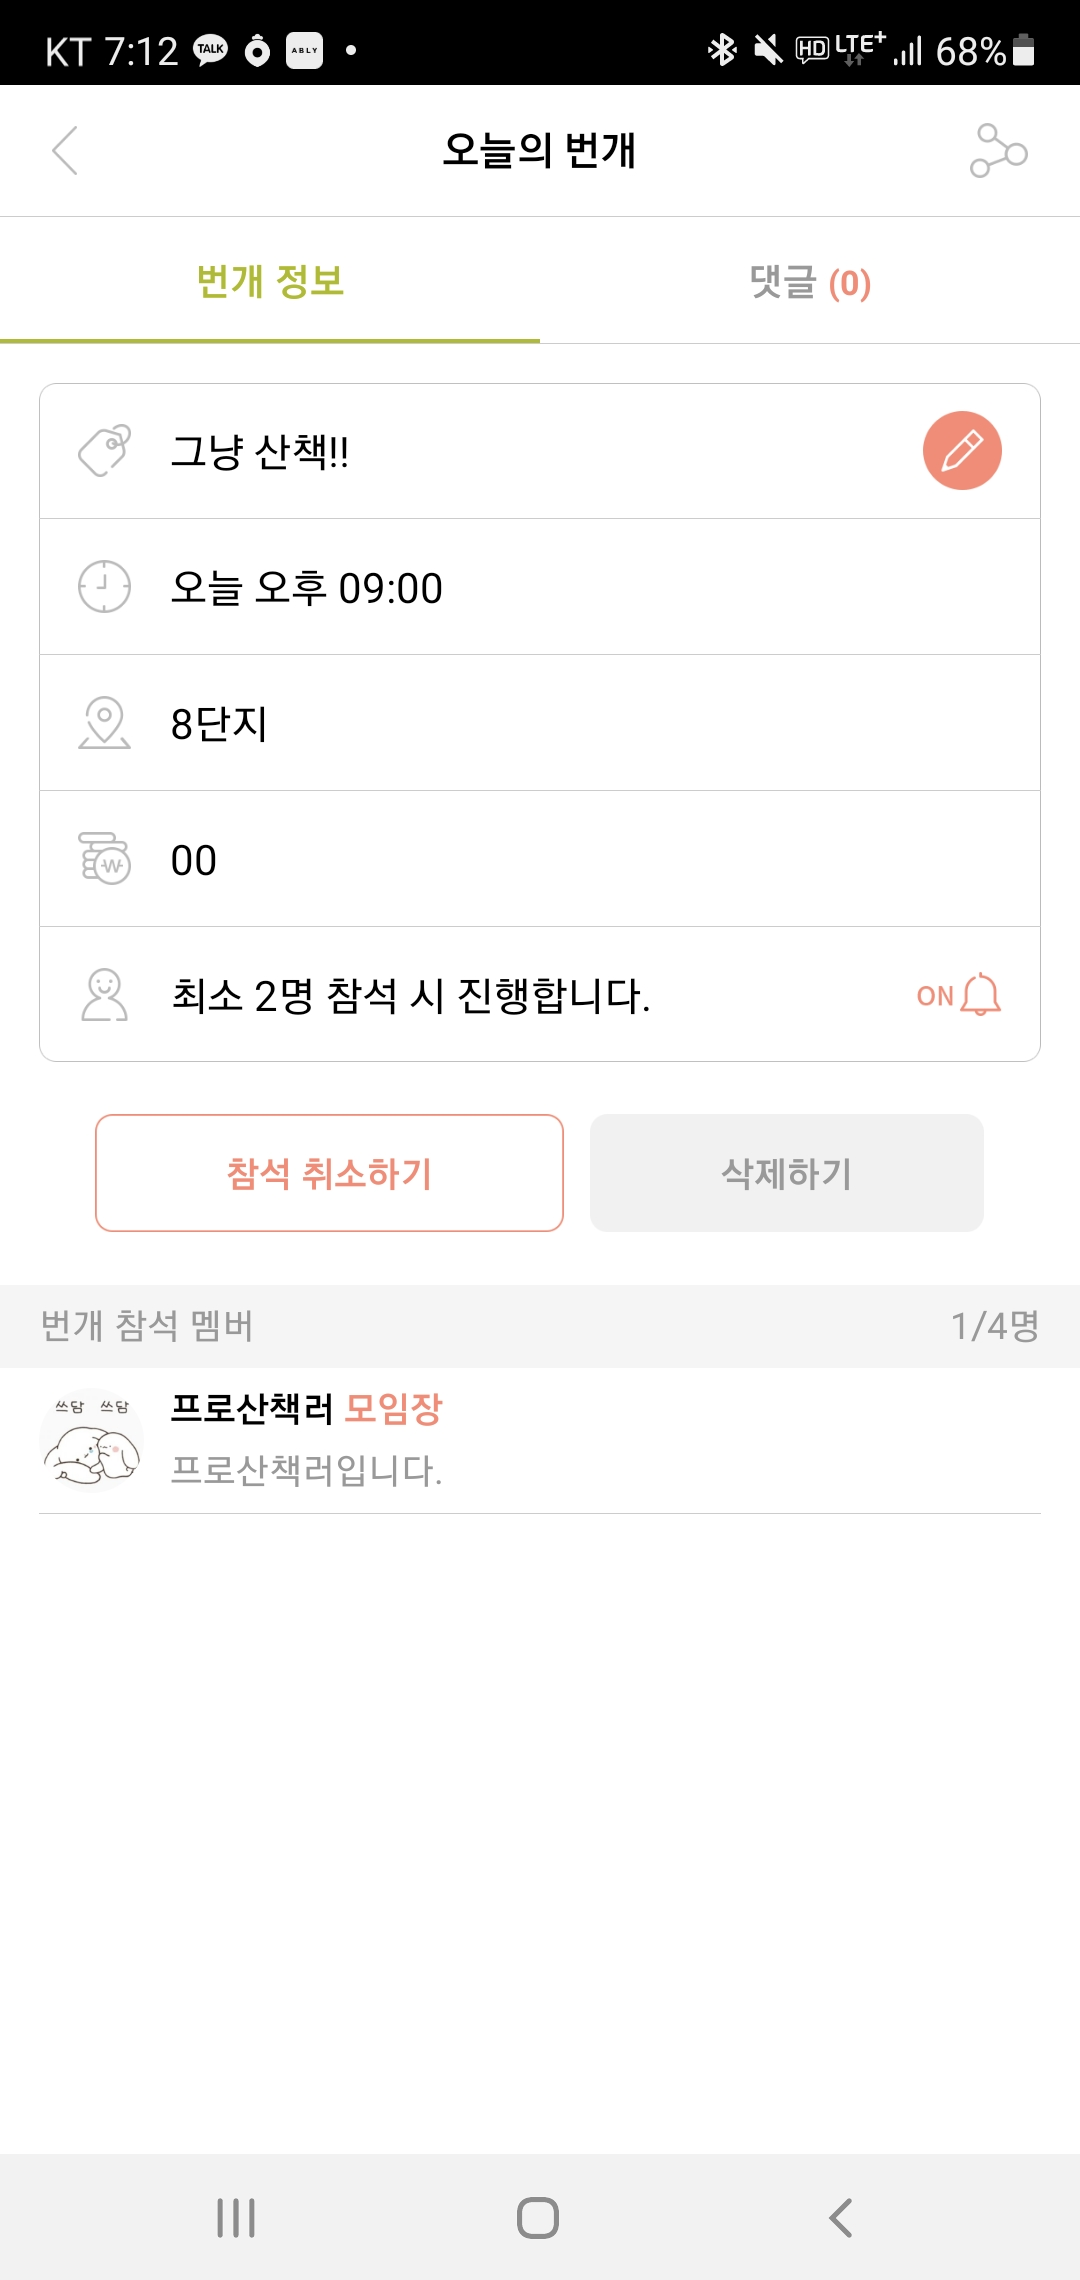 KT 7:12 TALK ABLY HD LTE+ 68%
오늘의 번개
번개 정보
댓글 (0)
그냥 산책!!
오늘 오후 09:00
8단지
W 00
최소 2명 참석 시 진행합니다. ON
참석 취소하기
삭제하기
번개 참석 멤버 1/4명
쓰담 쓰담
프로산책러 모임장
프로산책러입니다.